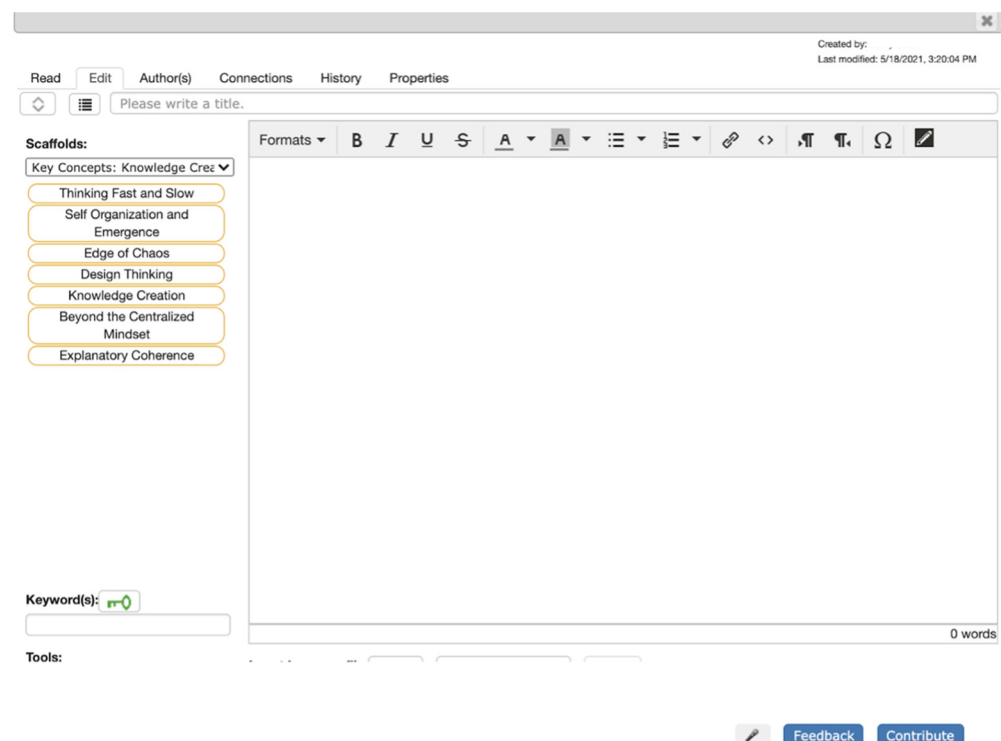 Created by:
Last modified: 5/18/2021, 3:20:04 PM
Read Edit Author(s) Connections History Properties
Please write a title.
Scaffolds:
Formats B I U S A A Ω
Key Concepts: Knowledge Crea
Thinking Fast and Slow
Self Organization and
Emergence
Edge of Chaos
Design Thinking
Knowledge Creation
Beyond the Centralized
Mindset
Explanatory Coherence
Keyword(s):
0 words
Tools:
Feedback Contribute